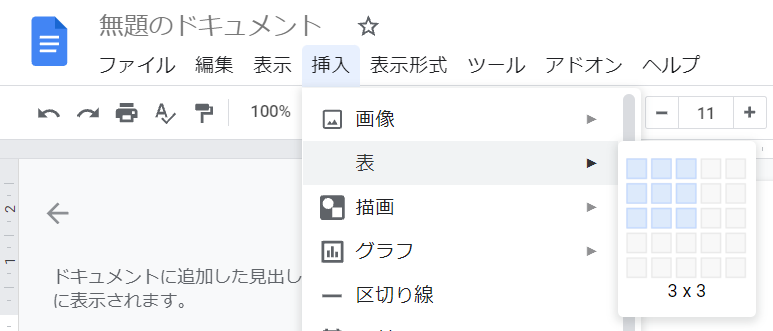 無題のドキュメント
ファイル 編集 表示 挿入 表示形式 ツール アドオン ヘルプ
100%
11
画像
表
描画
グラフ
区切り線
3 x 3
2
1
ドキュメントに追加した見出し
に表示されます。